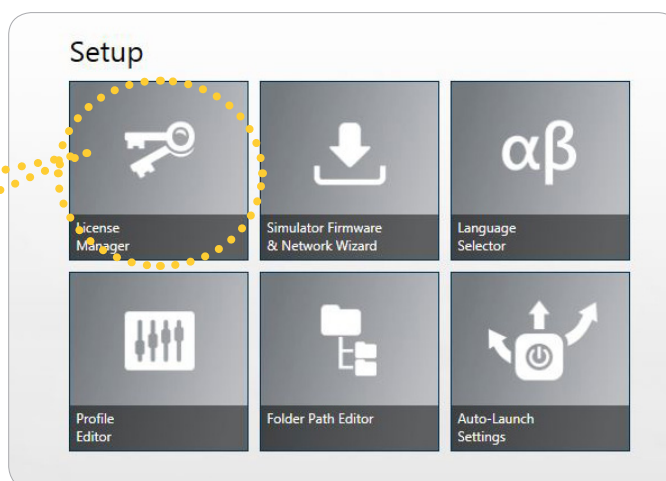 Setup
αβ
License
Manager
Simulator Firmware
& Network Wizard
Language
Selector
Profile
Editor
Folder Path Editor
Auto-Launch
Settings